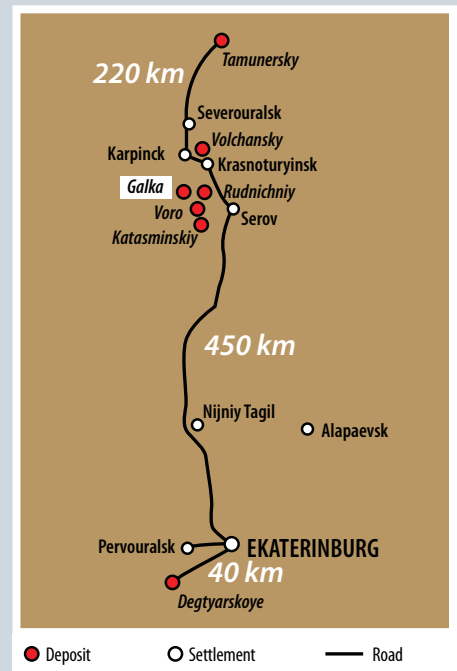 Tamunersky
220 km
Severouralsk
Volchansky
Karpinck
Krasnoturyinsk
Galka
Rudnichniy
Voro
Serov
Katasminskiy
450 km
Nijniy Tagil
Alapaevsk
Pervouralsk
EKATERINBURG
40 km
Degtyarskoye
Deposit
Settlement
Road